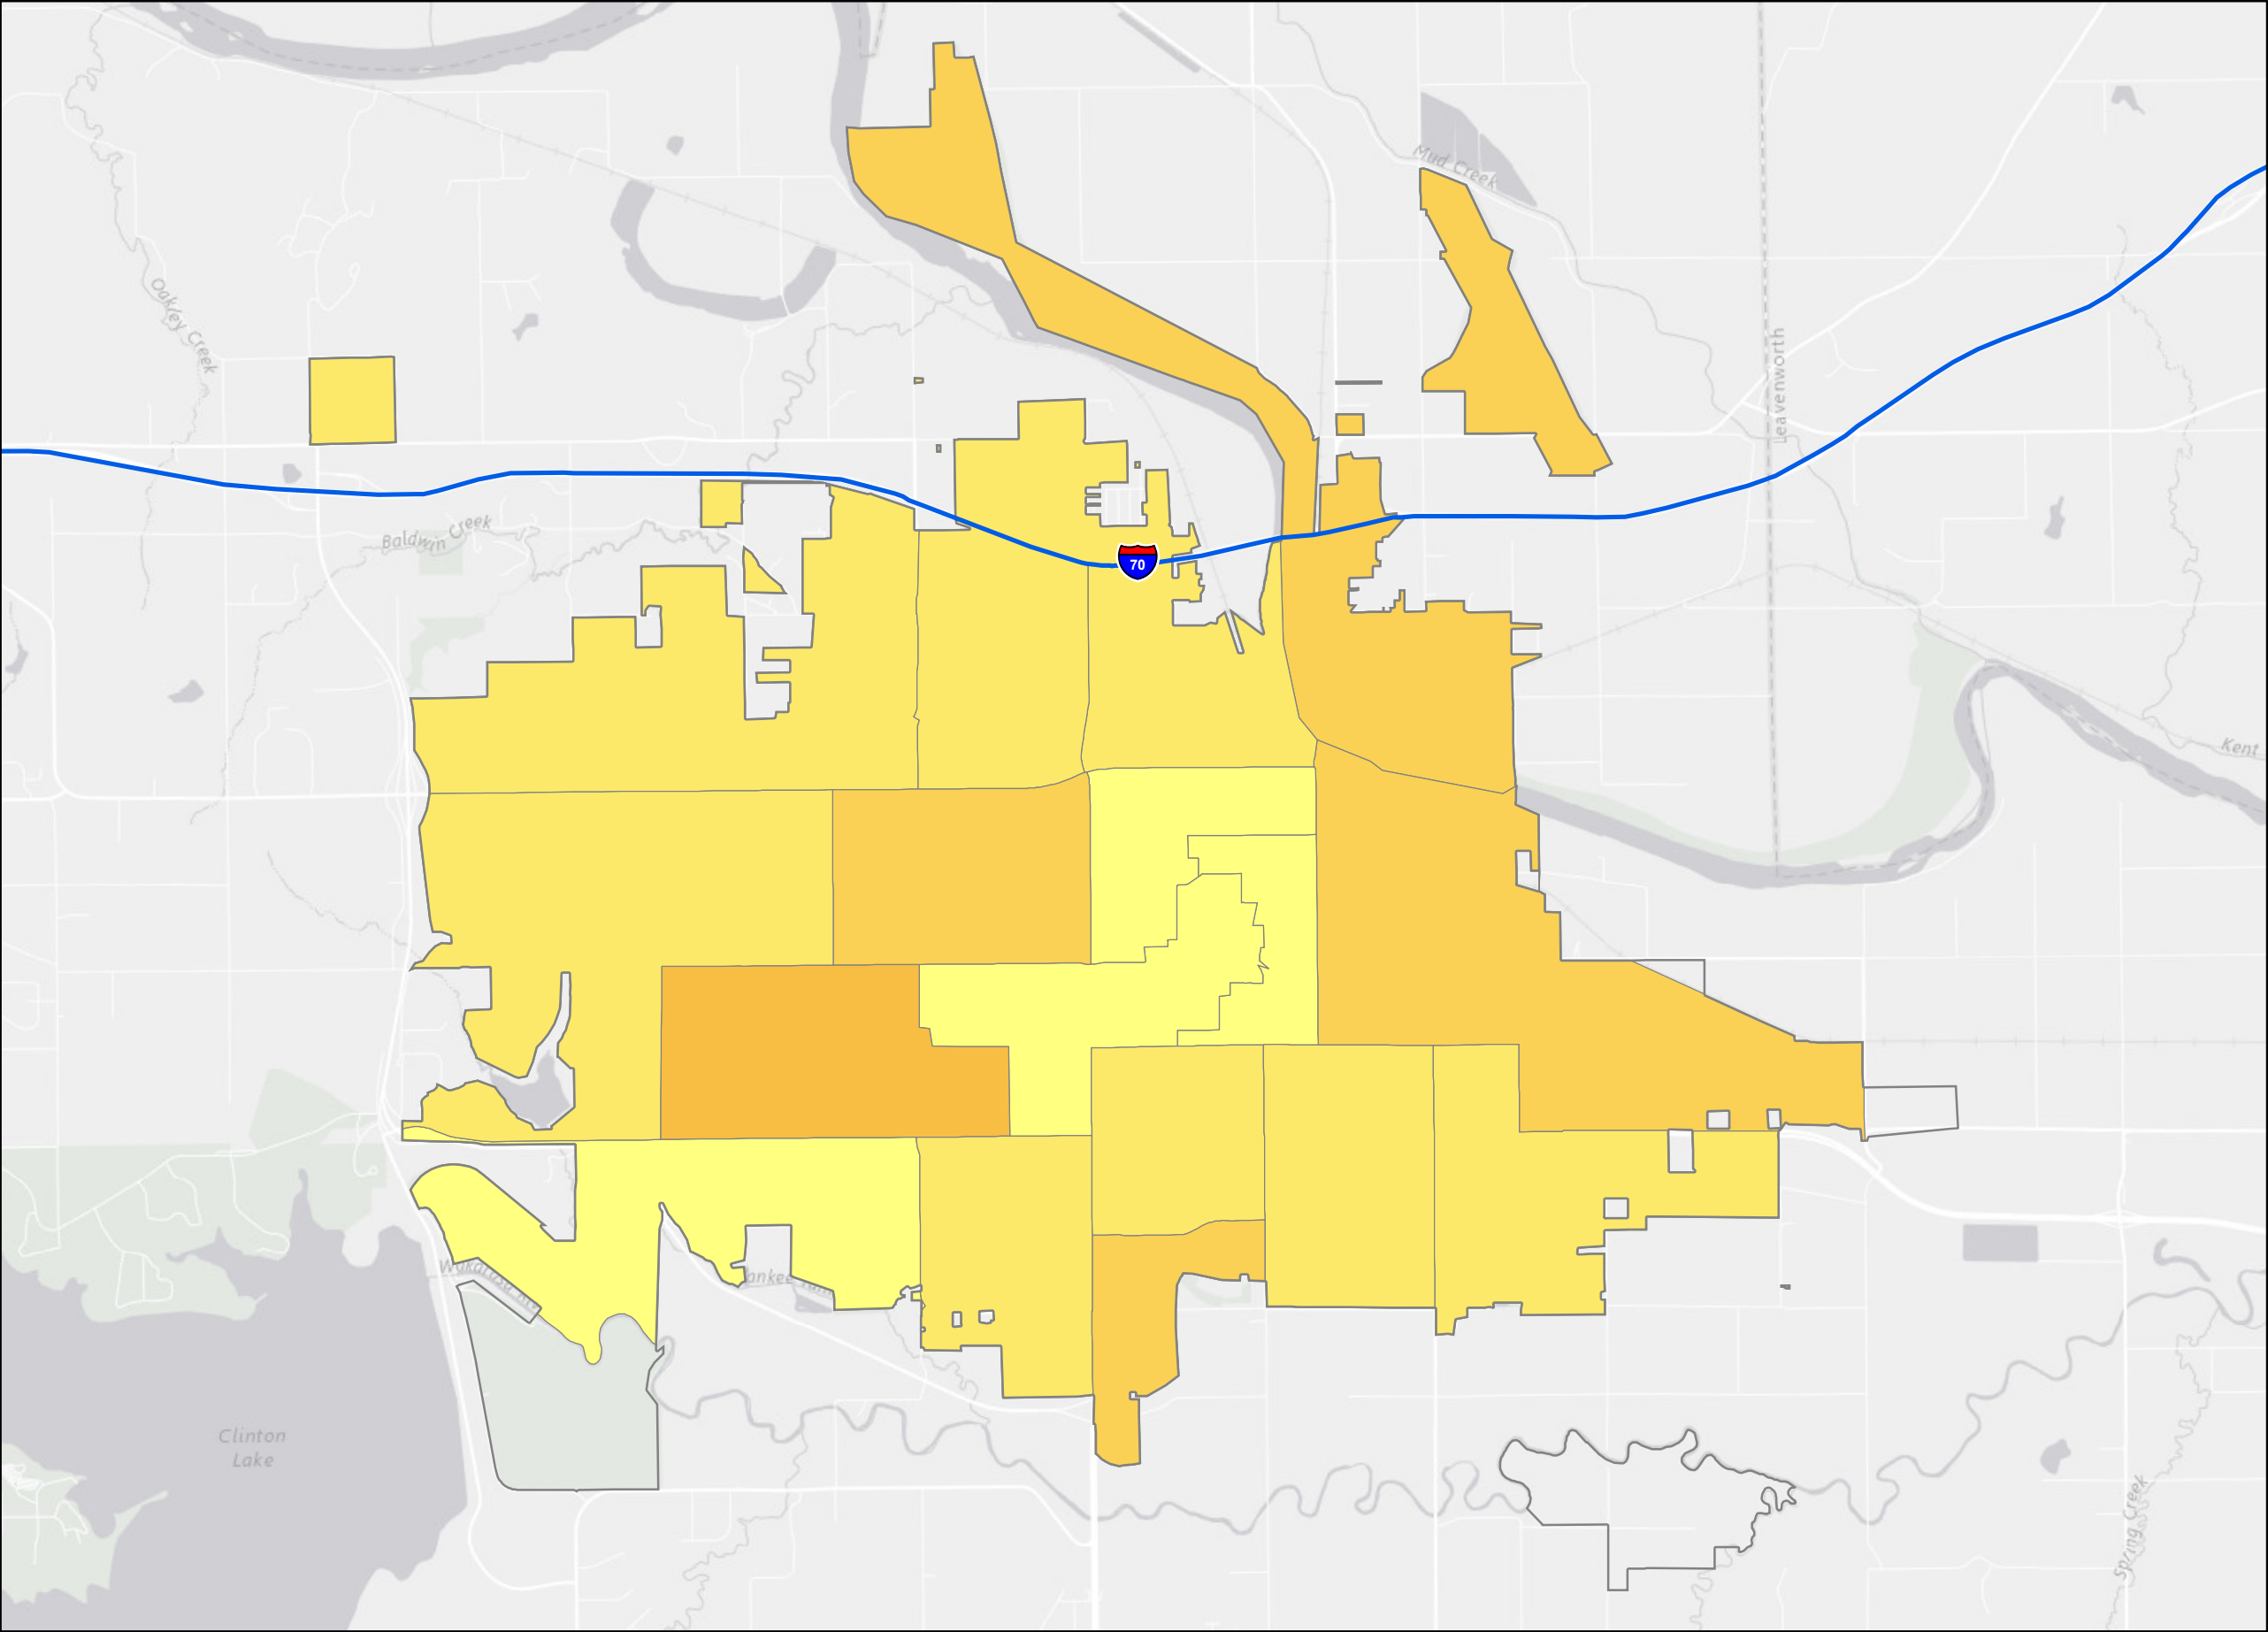 Mud Creek
Oakley Creek
Leavenworth
Baldwin Creek
70
Kent
Clinton
Lake
Spring Creek